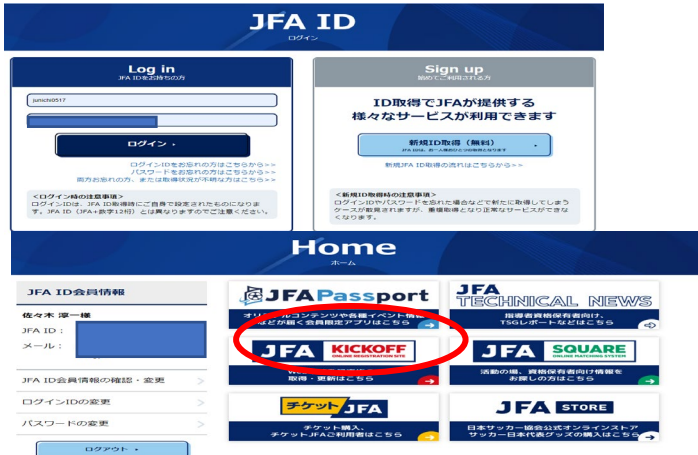 JFA ID
ログイン
Log in
JFA IDをお持ちの方
junichi0517
ログイン
ログインIDをお忘れの方はこちらから>>
パスワードをお忘れの方はこちらから>>
両方お忘れの方、または取得状況が不明な方はこちら>>
<ログイン時の注意事項>
ログインIDは、JFA ID取得時にご自身で設定されたものになりま
す。JFA ID（JFA+数字12桁）とは異なりますのでご注意ください。
Sign up
初めてご利用される方
ID取得でJFAが提供する
様々なサービスが利用できます
新規ID取得（無料）
JFA IDは、お一人様おひとつの取得となります
新規JFA ID取得の流れはこちらから>>
<新規ID取得時の注意事項>
ログインIDやパスワードを忘れた場合などで新たに取得してしまう
ケースが散見されますが、重複取得となり正常なサービスができな
くなります。
Home
ホーム
JFA ID会員情報
佐々木 淳一様
JFA ID：
メール：
JFA ID会員情報の確認・変更
ログインIDの変更
パスワードの変更
ログアウト
JFA Passport
オリジナルコンテンツや各種イベント情報
などが届く会員限定アプリはこちら
JFA
TECHNICAL NEWS
指導者資格保有者向け、
TSGレポートなどはこちら
JFA KICKOFF
ONLINE REGISTRATION SITE
取得・更新はこちら
JFA SQUARE
ONLINE MATCHING SYSTEM
活動の場、資格保有者向け情報を
お探しの方はこちら
チケットJFA
チケット購入、
チケットJFAご利用者はこちら
JFA STORE
日本サッカー協会公式オンラインストア
サッカー日本代表グッズの購入はこちら